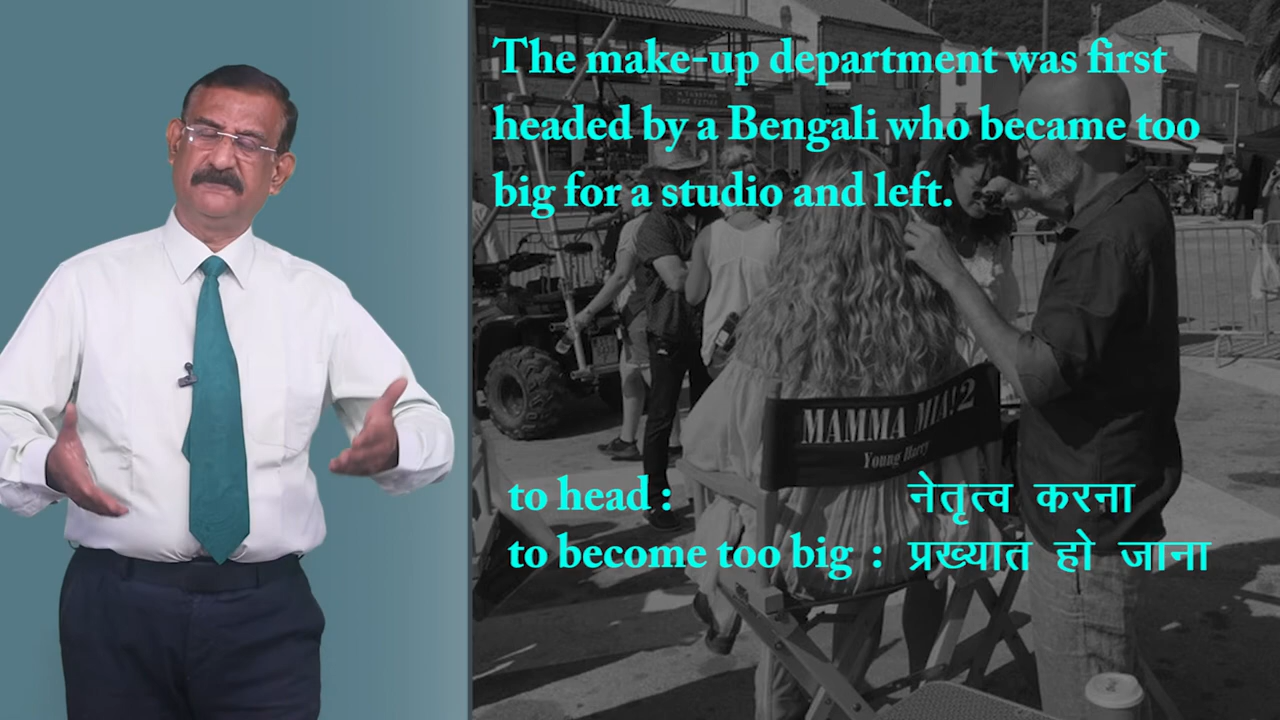 The make-up department was first
headed by a Bengali who became too
big for a studio and left.
MAMMA MIA! 2
Young Harry
to head : नेतृत्व करना
to become too big : प्रख्यात हो जाना